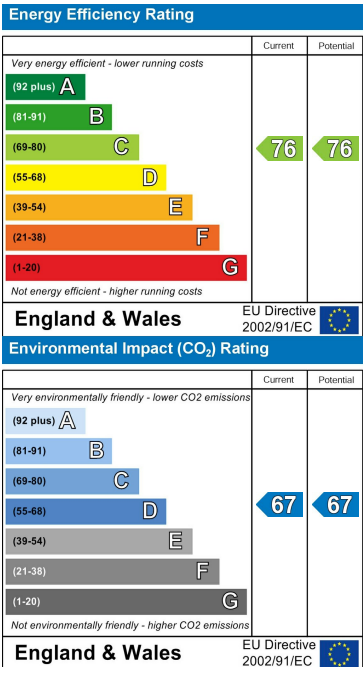 Energy Efficiency Rating
Current Potential
Very energy efficient - lower running costs
(92 plus) A
(81-91) B
(69-80) C 76 76
(55-68) D
(39-54) E
(21-38) F
(1-20) G
Not energy efficient - higher running costs
England & Wales
EU Directive
2002/91/EC
Environmental Impact (CO₂) Rating
Current Potential
Very environmentally friendly - lower CO2 emissions
(92 plus) A
(81-91) B
(69-80) C
(55-68) D 67 67
(39-54) E
(21-38) F
(1-20) G
Not environmentally friendly - higher CO2 emissions
England & Wales
EU Directive
2002/91/EC